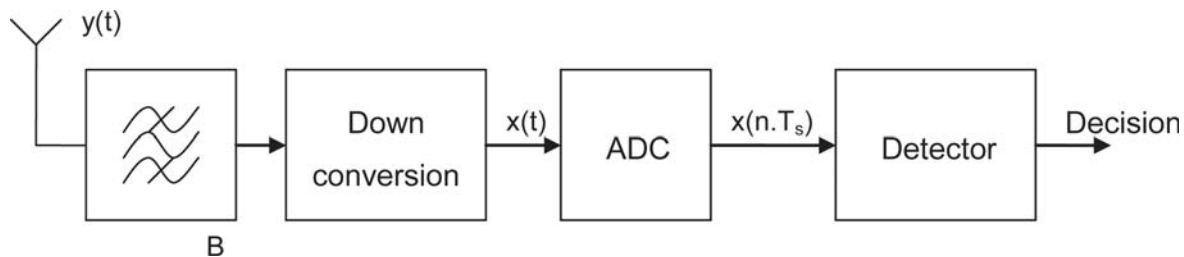 y(t)
B
Down
conversion
x(t)
ADC
x(n.Tₛ)
Detector
Decision